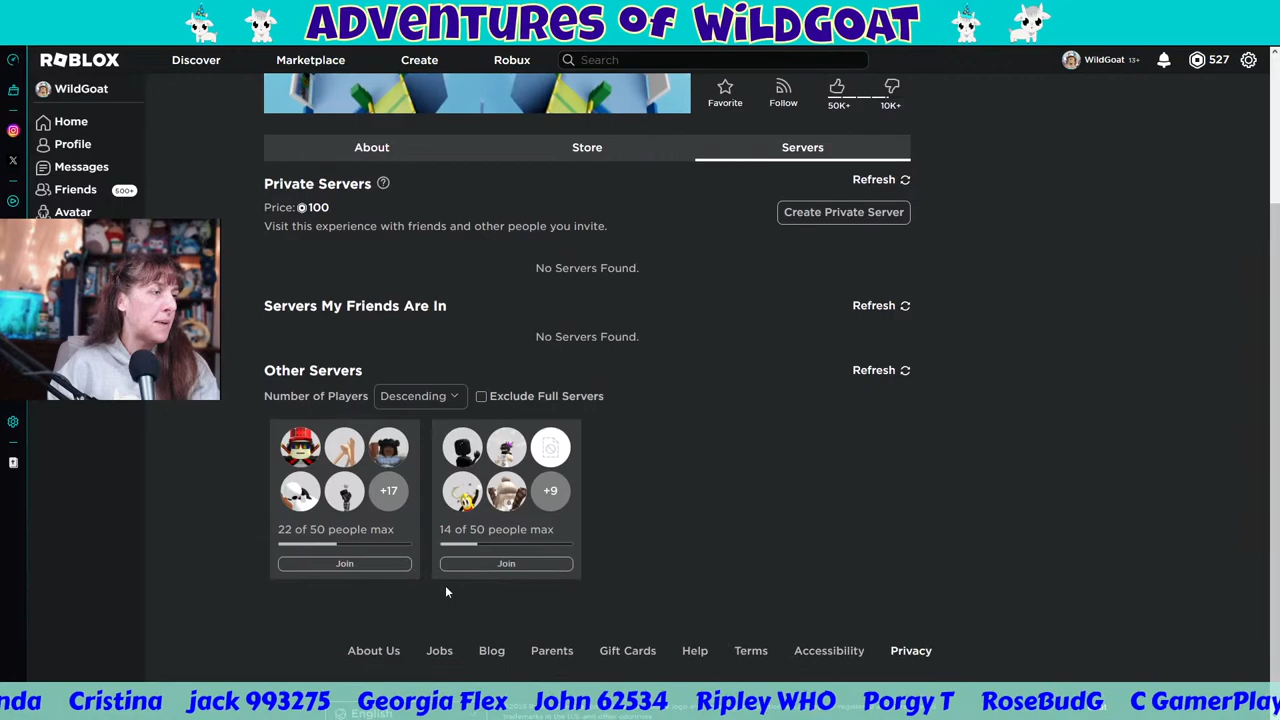 ADVENTURES OF WiLDGOAT
ROBLOX
Discover
Marketplace
Create
Robux
Search
WildGoat 13+
527
WildGoat
Home
Profile
Messages
Friends 500+
Avatar
Favorite
Follow
50K+
10K+
About
Store
Servers
Private Servers
Refresh
Price: 100
Create Private Server
Visit this experience with friends and other people you invite.
No Servers Found.
Servers My Friends Are In
Refresh
No Servers Found.
Other Servers
Refresh
Number of Players
Descending
Exclude Full Servers
+17
+9
22 of 50 people max
14 of 50 people max
Join
Join
About Us
Jobs
Blog
Parents
Gift Cards
Help
Terms
Accessibility
Privacy
nda Cristina jack 993275 Georgia Flex John 62534 Ripley WHO Porgy T RoseBudG C GamerPlay
English